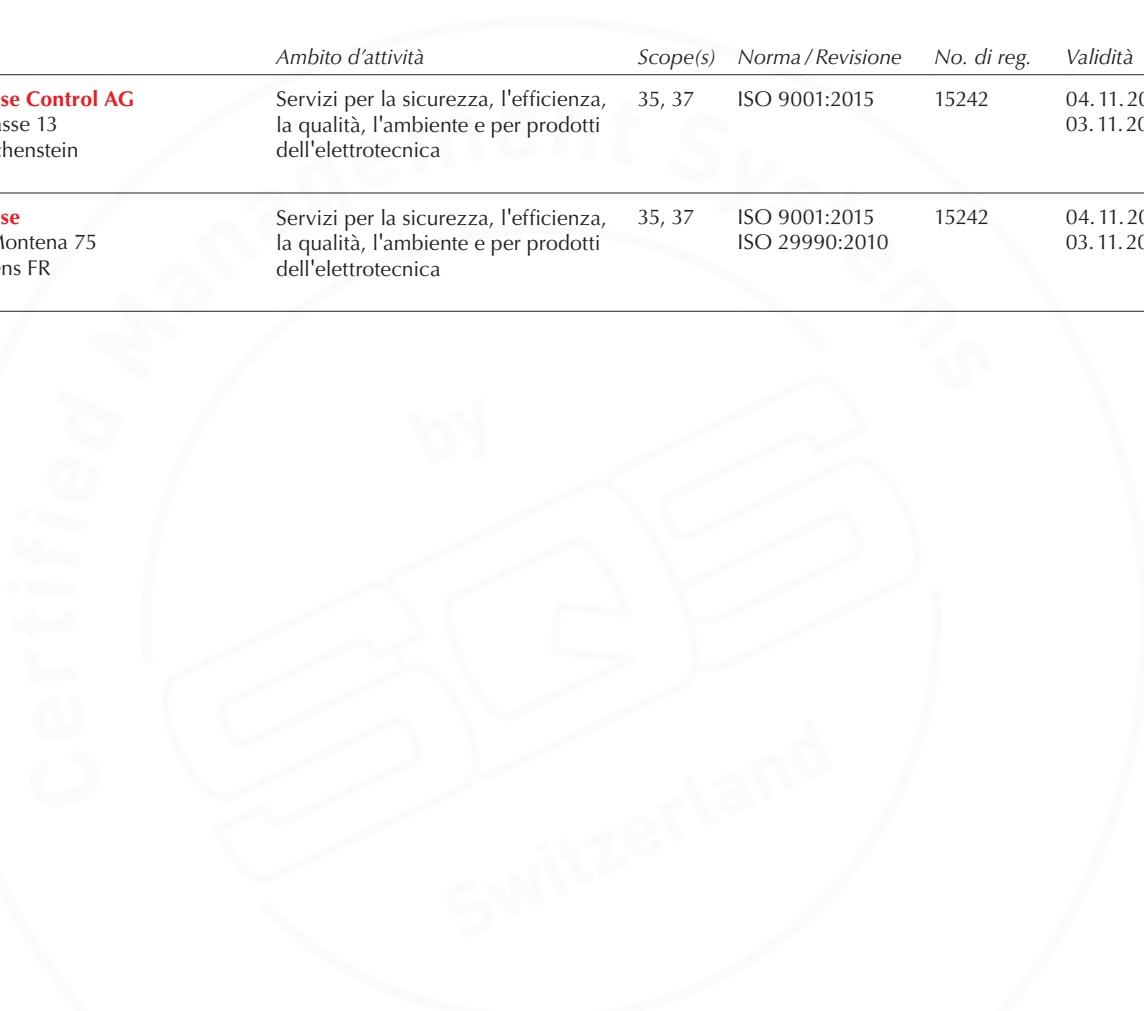 Ambito d'attività Scope(s) Norma / Revisione No. di reg. Validità
se Control AG Servizi per la sicurezza, l'efficienza, 35, 37 ISO 9001:2015 15242 04. 11. 20
sse 13 la qualità, l'ambiente e per prodotti 03. 11. 20
chenstein dell'elettrotecnica
se Servizi per la sicurezza, l'efficienza, 35, 37 ISO 9001:2015 15242 04. 11. 20
Montena 75 la qualità, l'ambiente e per prodotti ISO 29990:2010 03. 11. 20
ens FR dell'elettrotecnica
Certified Management Systems
by
SQS
Switzerland